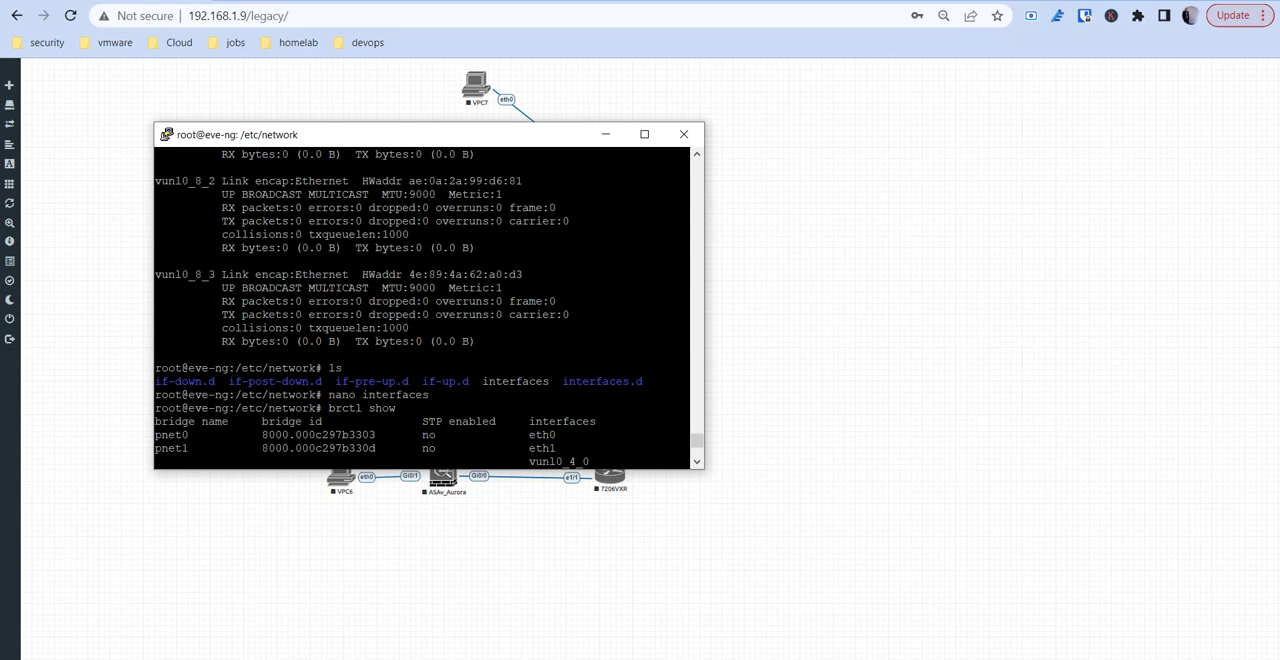 Not secure | 192.168.1.9/legacy/
Update
security vmware Cloud jobs homelab devops
VPC7
eth0
root@eve-ng: /etc/network
RX bytes:0 (0.0 B)  TX bytes:0 (0.0 B)
vunl0_8_2 Link encap:Ethernet  HWaddr ae:0a:2a:99:d6:81
UP BROADCAST MULTICAST  MTU:9000  Metric:1
RX packets:0 errors:0 dropped:0 overruns:0 frame:0
TX packets:0 errors:0 dropped:0 overruns:0 carrier:0
collisions:0 txqueuelen:1000
RX bytes:0 (0.0 B)  TX bytes:0 (0.0 B)
vunl0_8_3 Link encap:Ethernet  HWaddr 4e:89:4a:62:a0:d3
UP BROADCAST MULTICAST  MTU:9000  Metric:1
RX packets:0 errors:0 dropped:0 overruns:0 frame:0
TX packets:0 errors:0 dropped:0 overruns:0 carrier:0
collisions:0 txqueuelen:1000
RX bytes:0 (0.0 B)  TX bytes:0 (0.0 B)
root@eve-ng:/etc/network# ls
if-down.d  if-post-down.d  if-pre-up.d  if-up.d  interfaces  interfaces.d
root@eve-ng:/etc/network# nano interfaces
root@eve-ng:/etc/network# brctl show
bridge name     bridge id               STP enabled     interfaces
pnet0           8000.000c297b3303       no              eth0
pnet1           8000.000c297b330d       no              eth1
vunl0_4_0
eth0 Gi0/1 Gi0/0 e1/1
VPC6 ASAv_Aurora 7206VXR